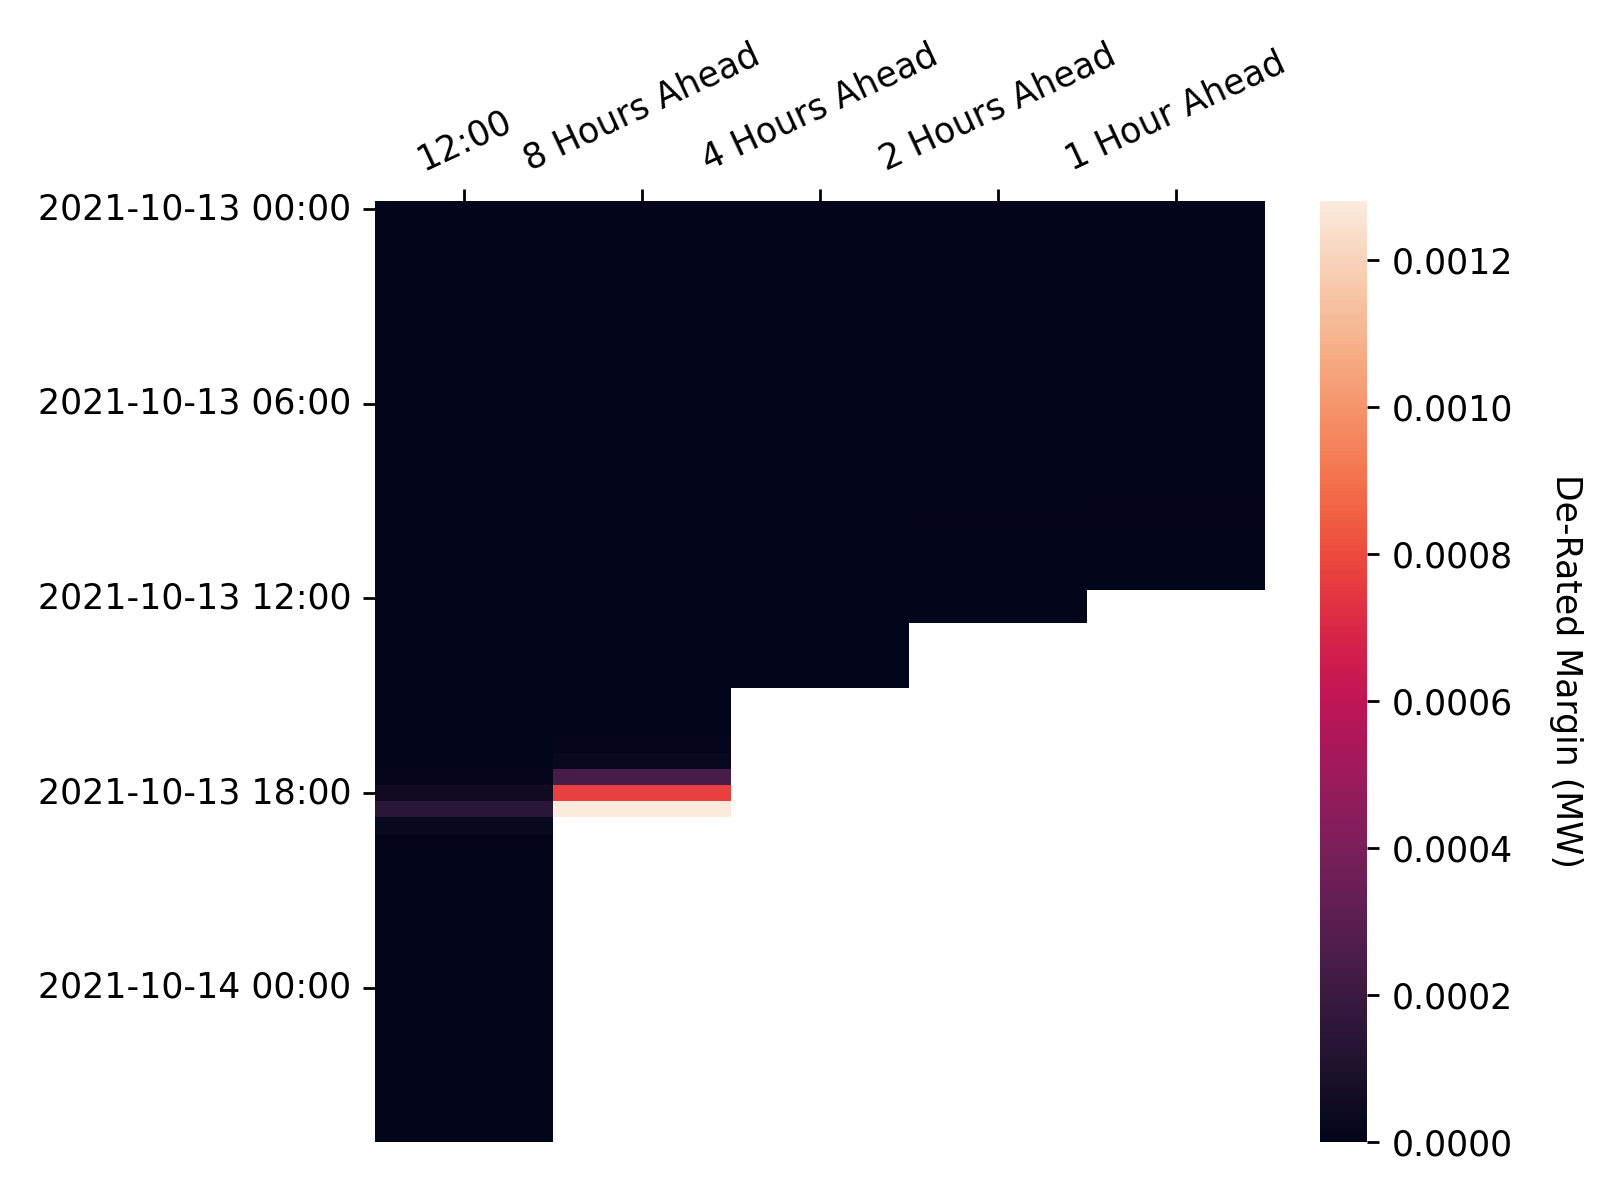 12:00
8 Hours Ahead
4 Hours Ahead
2 Hours Ahead
1 Hour Ahead
2021-10-13 00:00
2021-10-13 06:00
2021-10-13 12:00
2021-10-13 18:00
2021-10-14 00:00
0.0012
0.0010
0.0008
0.0006
0.0004
0.0002
0.0000
De-Rated Margin (MW)